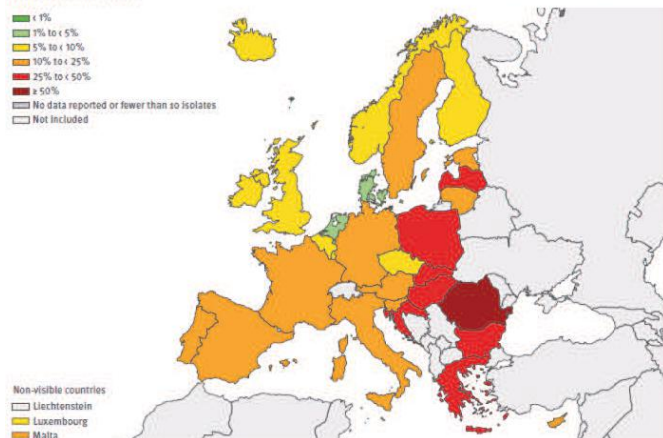 < 1%
1% to < 5%
5% to < 10%
10% to < 25%
25% to < 50%
≥ 50%
No data reported or fewer than 10 isolates
Not included
Non-visible countries
Liechtenstein
Luxembourg
Malta